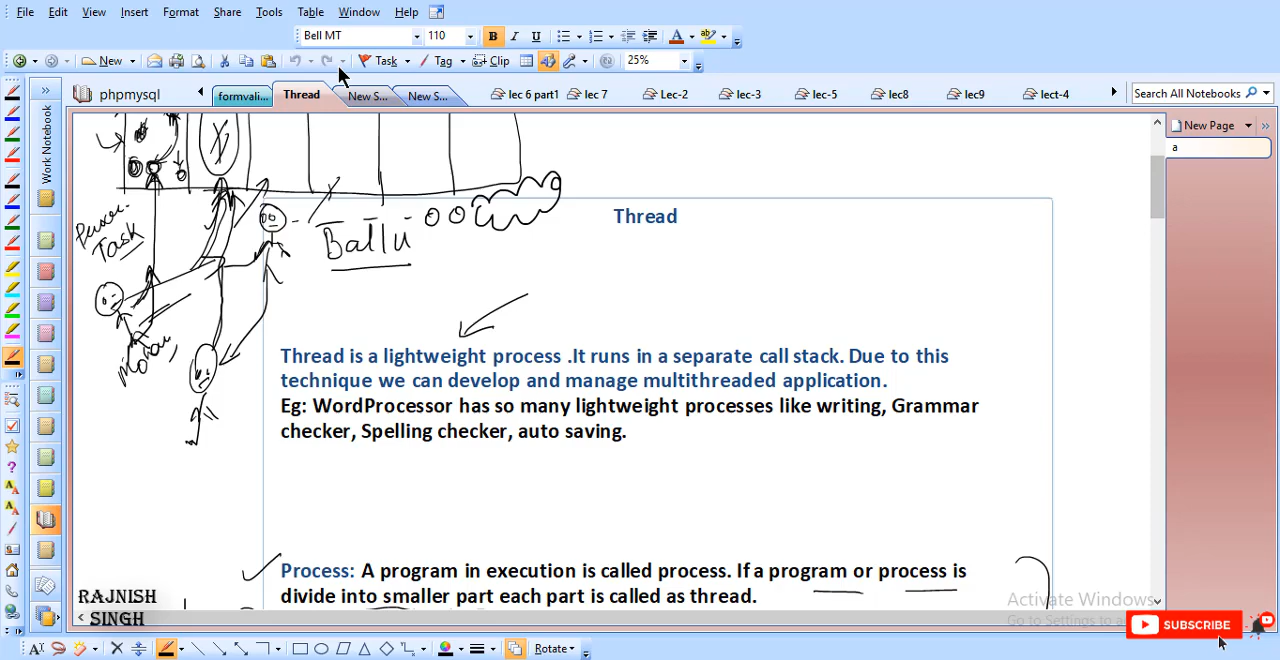 File Edit View Insert Format Share Tools Table Window Help
Bell MT 110 B I U A ab
New Task Tag Clip 25%
phpmysql formvali... Thread New S... New S... lec 6 part1 lec 7 Lec-2 lec-3 lec-5 lec8 lec9 lect-4 Search All Notebooks
Work Notebook
New Page
a
Thread
Task
Ballu
Thread is a lightweight process .It runs in a separate call stack. Due to this
technique we can develop and manage multithreaded application.
Eg: WordProcessor has so many lightweight processes like writing, Grammar
checker, Spelling checker, auto saving.
Process: A program in execution is called process. If a program or process is
divide into smaller part each part is called as thread.
RAJNISH
SINGH
Activate Windows
Go to Settings to a
SUBSCRIBE
Rotate